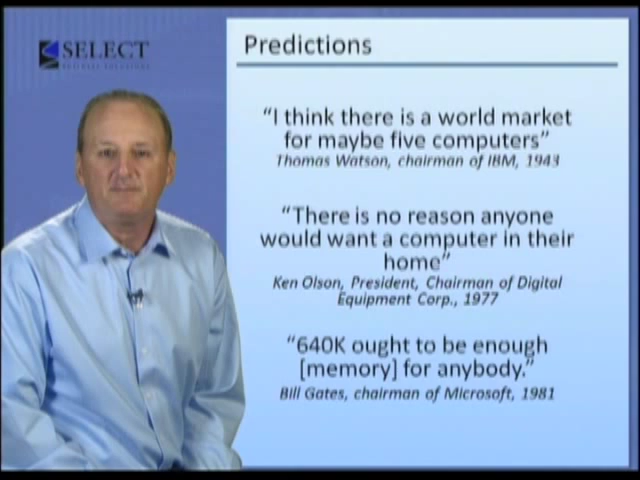 SELECT
BUSINESS SOLUTIONS
Predictions
“I think there is a world market
for maybe five computers”
Thomas Watson, chairman of IBM, 1943
“There is no reason anyone
would want a computer in their
home”
Ken Olson, President, Chairman of Digital
Equipment Corp., 1977
“640K ought to be enough
[memory] for anybody.”
Bill Gates, chairman of Microsoft, 1981